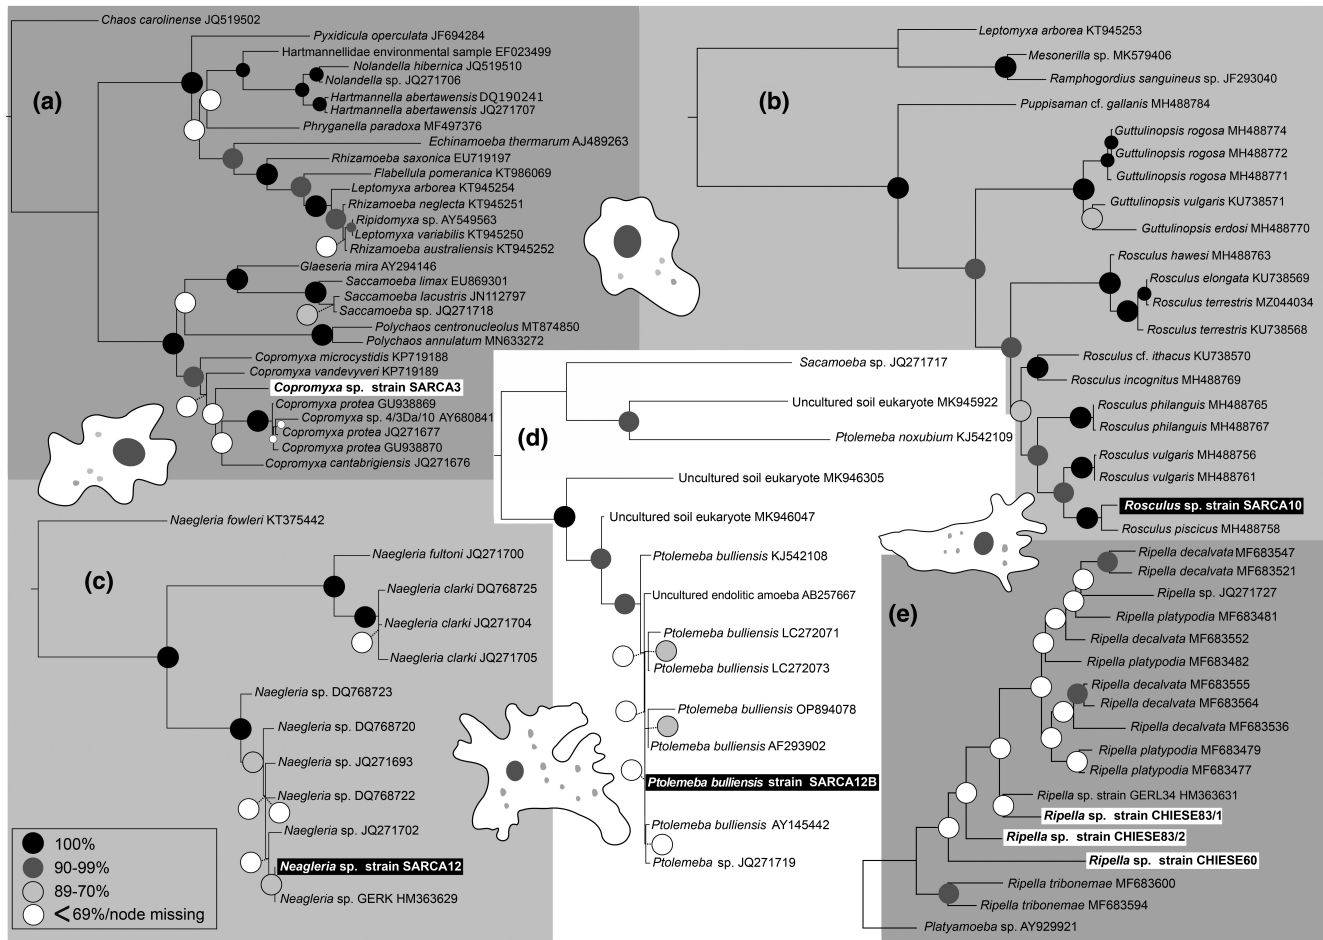 (a)
Chaos carolinense JQ519502
Pyxidicula operculata JF694284
Hartmannellidae environmental sample EF023499
Nolandella hibernica JQ519510
Nolandella sp. JQ271706
Hartmannella abertawensis DQ190241
Hartmannella abertawensis JQ271707
Phryganella paradoxa MF497376
Echinamoeba thermarum AJ489263
Rhizamoeba saxonica EU719197
Flabellula pomeranica KT986069
Leptomyxa arborea KT945254
Rhizamoeba neglecta KT945251
Ripidomyxa sp. AY549563
Leptomyxa variabilis KT945250
Rhizamoeba australiensis KT945252
Glaeseria mira AY294146
Saccamoeba limax EU869301
Saccamoeba lacustris JN112797
Saccamoeba sp. JQ271718
Polychaos centronucleolus MT874850
Polychaos annulatum MN633272
Copromyxa microcystidis KP719188
Copromyxa vandevyveri KP719189
Copromyxa sp. strain SARCA3
Copromyxa protea GU938869
Copromyxa sp. 4/3Da/10 AY680841
Copromyxa protea JQ271677
Copromyxa protea GU938870
Copromyxa cantabrigiensis JQ271676
(b)
Leptomyxa arborea KT945253
Mesonerilla sp. MK579406
Ramphogordius sanguineus sp. JF293040
Puppisaman cf. gallanis MH488784
Guttulinopsis rogosa MH488774
Guttulinopsis rogosa MH488772
Guttulinopsis rogosa MH488771
Guttulinopsis vulgaris KU738571
Guttulinopsis erdosi MH488770
Rosculus hawesi MH488763
Rosculus elongata KU738569
Rosculus terrestris MZ044034
Rosculus terrestris KU738568
Rosculus cf. ithacus KU738570
Rosculus incognitus MH488769
Rosculus philanguis MH488765
Rosculus philanguis MH488767
Rosculus vulgaris MH488756
Rosculus vulgaris MH488761
Rosculus sp. strain SARCA10
Rosculus piscicus MH488758
(c)
Naegleria fowleri KT375442
Naegleria fultoni JQ271700
Naegleria clarki DQ768725
Naegleria clarki JQ271704
Naegleria clarki JQ271705
Naegleria sp. DQ768723
Naegleria sp. DQ768720
Naegleria sp. JQ271693
Naegleria sp. DQ768722
Naegleria sp. JQ271702
Neagleria sp. strain SARCA12
Naegleria sp. GERK HM363629
(d)
Sacamoeba sp. JQ271717
Uncultured soil eukaryote MK945922
Ptolemeba noxubium KJ542109
Uncultured soil eukaryote MK946305
Uncultured soil eukaryote MK946047
Ptolemeba bulliensis KJ542108
Uncultured endolitic amoeba AB257667
Ptolemeba bulliensis LC272071
Ptolemeba bulliensis LC272073
Ptolemeba bulliensis OP894078
Ptolemeba bulliensis AF293902
Ptolemeba bulliensis strain SARCA12B
Ptolemeba bulliensis AY145442
Ptolemeba sp. JQ271719
(e)
Ripella decalvata MF683547
Ripella decalvata MF683521
Ripella sp. JQ271727
Ripella platypodia MF683481
Ripella decalvata MF683552
Ripella platypodia MF683482
Ripella decalvata MF683555
Ripella decalvata MF683564
Ripella decalvata MF683536
Ripella platypodia MF683479
Ripella platypodia MF683477
Ripella sp. strain GERL34 HM363631
Ripella sp. strain CHIESE83/1
Ripella sp. strain CHIESE83/2
Ripella sp. strain CHIESE60
Ripella tribonemae MF683600
Ripella tribonemae MF683594
Platyamoeba sp. AY929921
100%
90-99%
89-70%
<69%/node missing